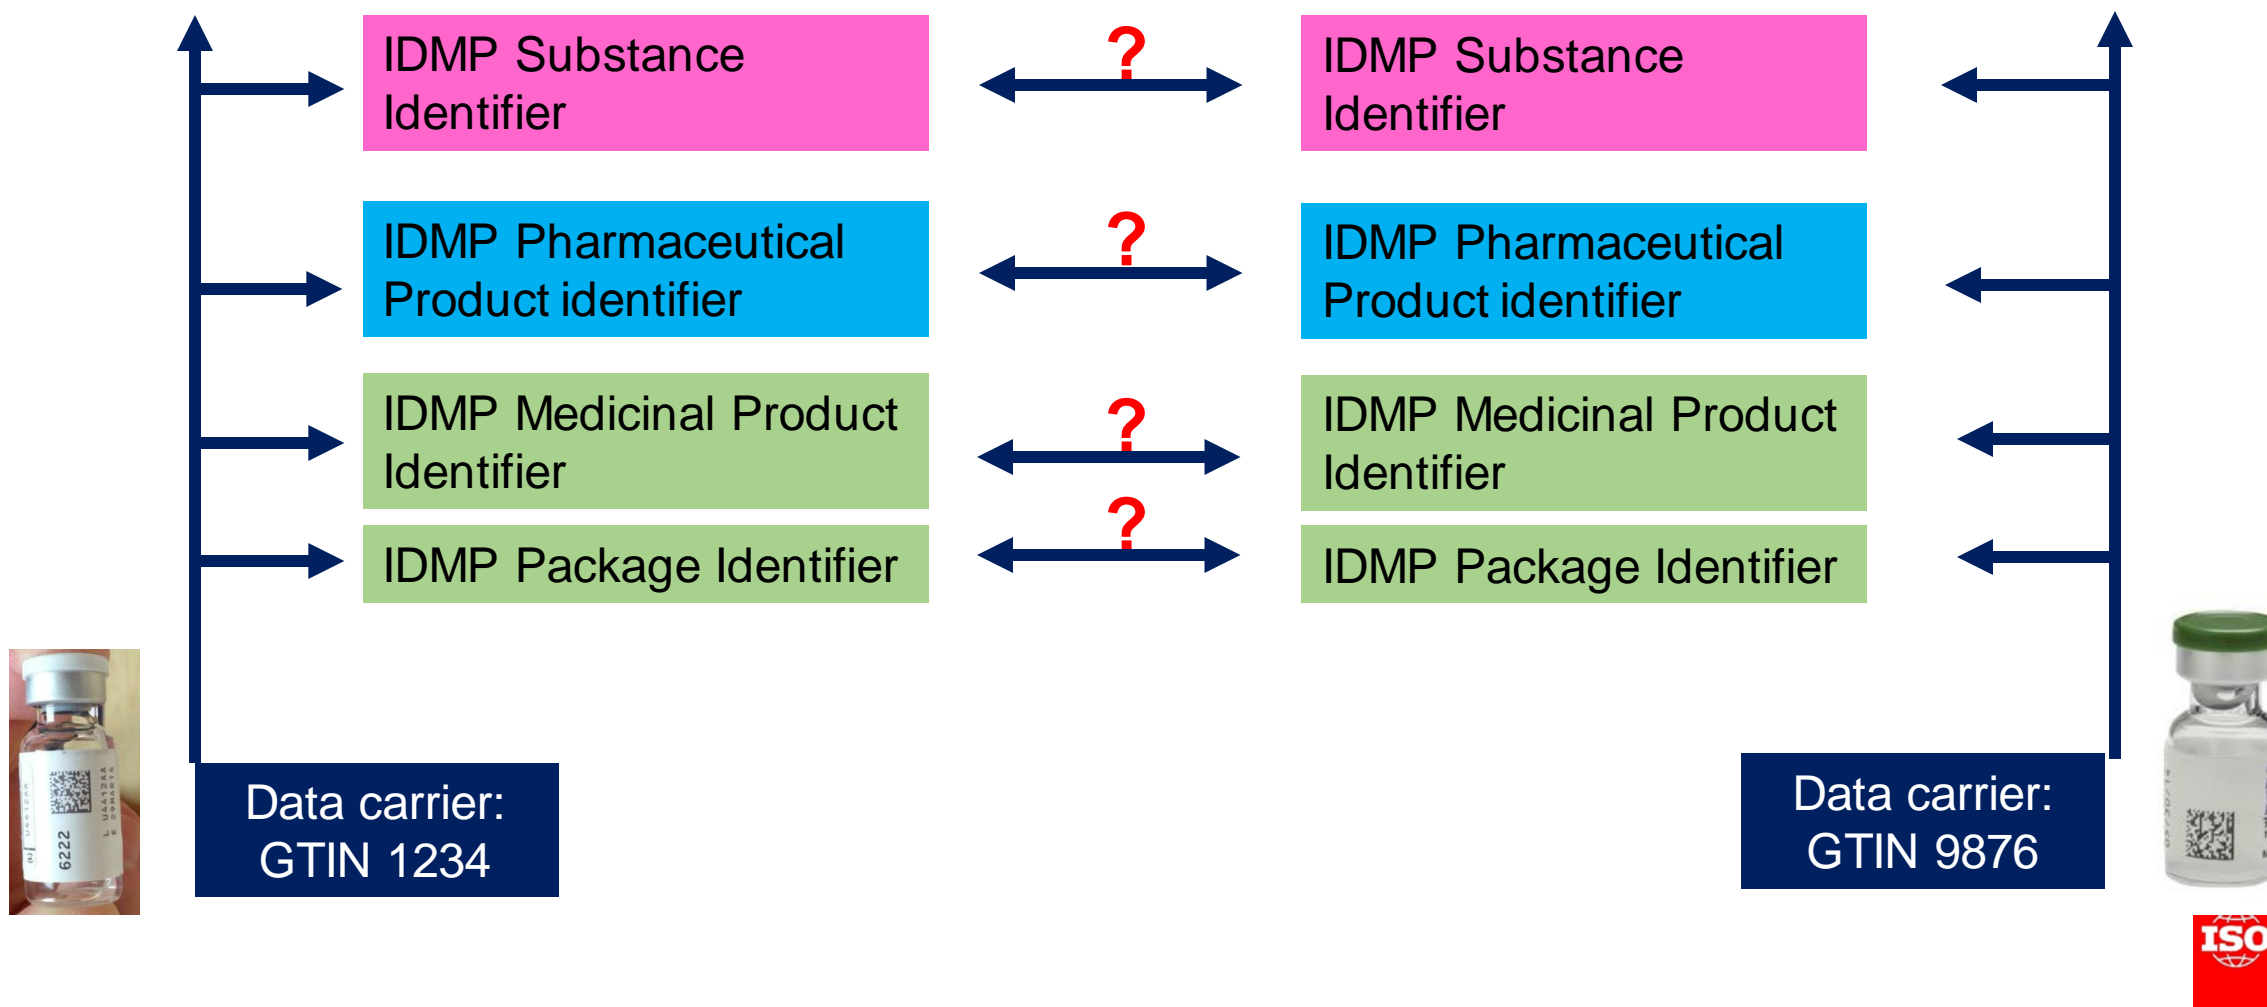 IDMP Substance
Identifier
?
IDMP Substance
Identifier
IDMP Pharmaceutical
Product identifier
?
IDMP Pharmaceutical
Product identifier
IDMP Medicinal Product
Identifier
?
IDMP Medicinal Product
Identifier
IDMP Package Identifier
?
IDMP Package Identifier
Data carrier:
GTIN 1234
Data carrier:
GTIN 9876
6222
L U4412AA
E 29MAR14
ISO